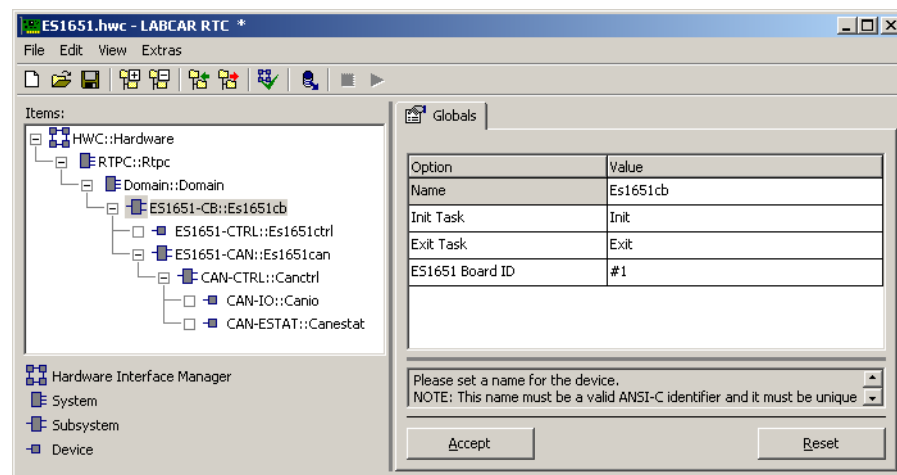 ES1651.hwc - LABCAR RTC *
File Edit View Extras
Items:
HWC::Hardware
RTPC::Rtpc
Domain::Domain
ES1651-CB::Es1651cb
ES1651-CTRL::Es1651ctrl
ES1651-CAN::Es1651can
CAN-CTRL::Canctrl
CAN-IO::Canio
CAN-ESTAT::Canestat
Hardware Interface Manager
System
Subsystem
Device
Globals
Option Value
Name Es1651cb
Init Task Init
Exit Task Exit
ES1651 Board ID #1
Please set a name for the device.
NOTE: This name must be a valid ANSI-C identifier and it must be unique
Accept Reset